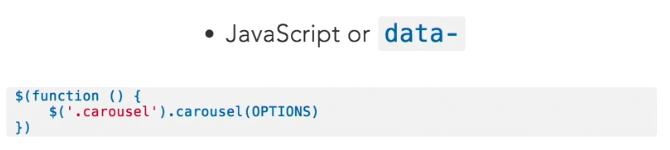 • JavaScript or data-
$(function () {
    $('.carousel').carousel(OPTIONS)
})